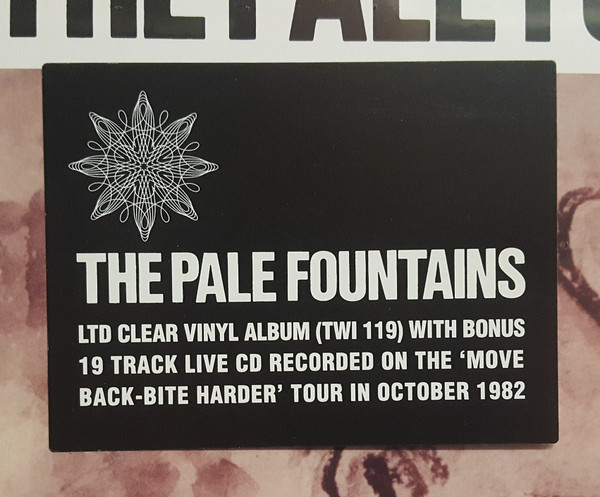 THE PALE FOUNTAINS
LTD CLEAR VINYL ALBUM (TWI 119) WITH BONUS
19 TRACK LIVE CD RECORDED ON THE ‘MOVE
BACK-BITE HARDER’ TOUR IN OCTOBER 1982